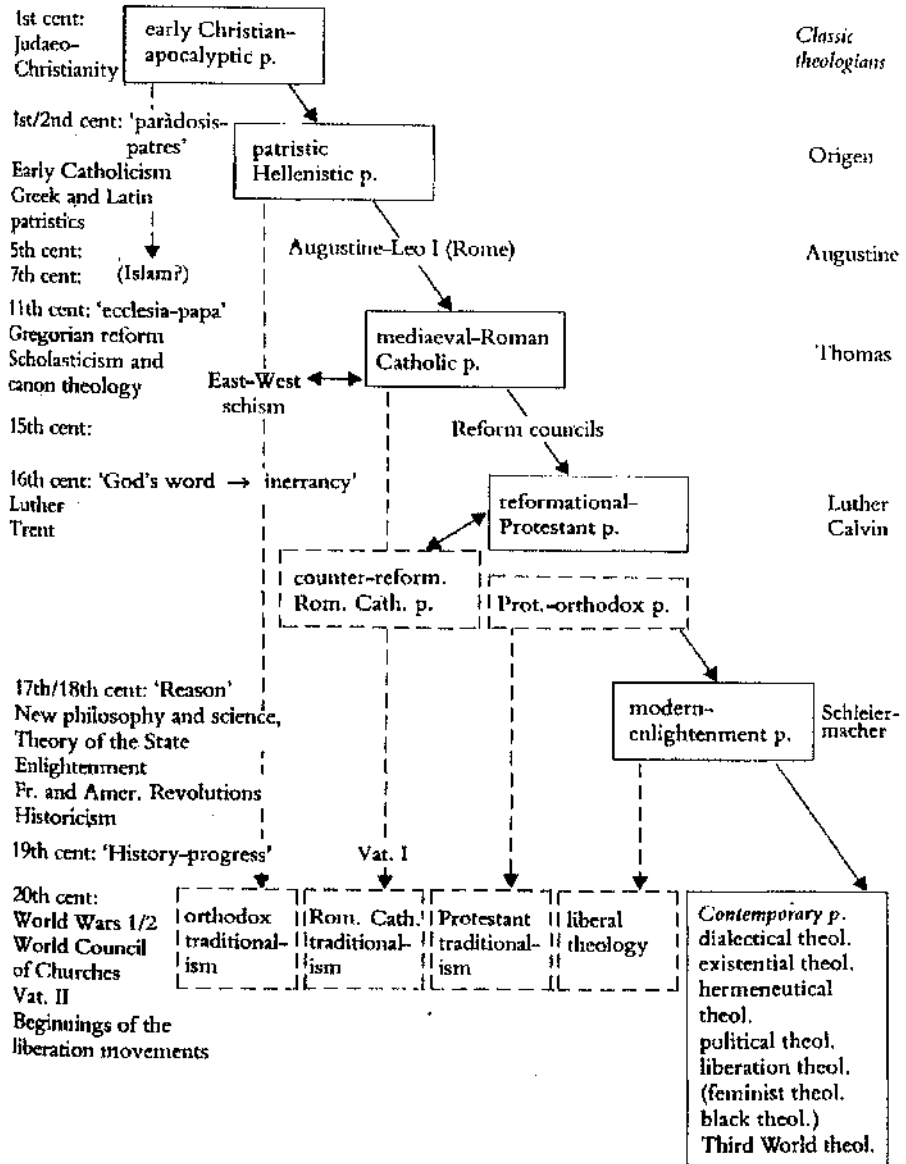 1st cent:
Judaeo-
Christianity
early Christian-
apocalyptic p.
Classic
theologians
1st/2nd cent: 'paràdosis-
patres'
Early Catholicism
Greek and Latin
patristics
patristic
Hellenistic p.
Origen
5th cent:
7th cent:
(Islam?)
Augustine-Leo I (Rome)
Augustine
11th cent: 'ecclesia-papa'
Gregorian reform
Scholasticism and
canon theology
mediaeval-Roman
Catholic p.
Thomas
East-West
schism
15th cent:
Reform councils
16th cent: 'God's word → inerrancy'
Luther
Trent
reformational-
Protestant p.
Luther
Calvin
counter-reform.
Rom. Cath. p.
Prot.-orthodox p.
17th/18th cent: 'Reason'
New philosophy and science,
Theory of the State
Enlightenment
Fr. and Amer. Revolutions
Historicism
modern-
enlightenment p.
Schleier-
macher
19th cent: 'History-progress'
Vat. I
20th cent:
World Wars 1/2
World Council
of Churches
Vat. II
Beginnings of the
liberation movements
orthodox
traditional-
ism
Rom. Cath.
traditional-
ism
Protestant
traditional-
ism
liberal
theology
Contemporary p.
dialectical theol.
existential theol.
hermeneutical
theol.
political theol.
liberation theol.
(feminist theol.
black theol.)
Third World theol.